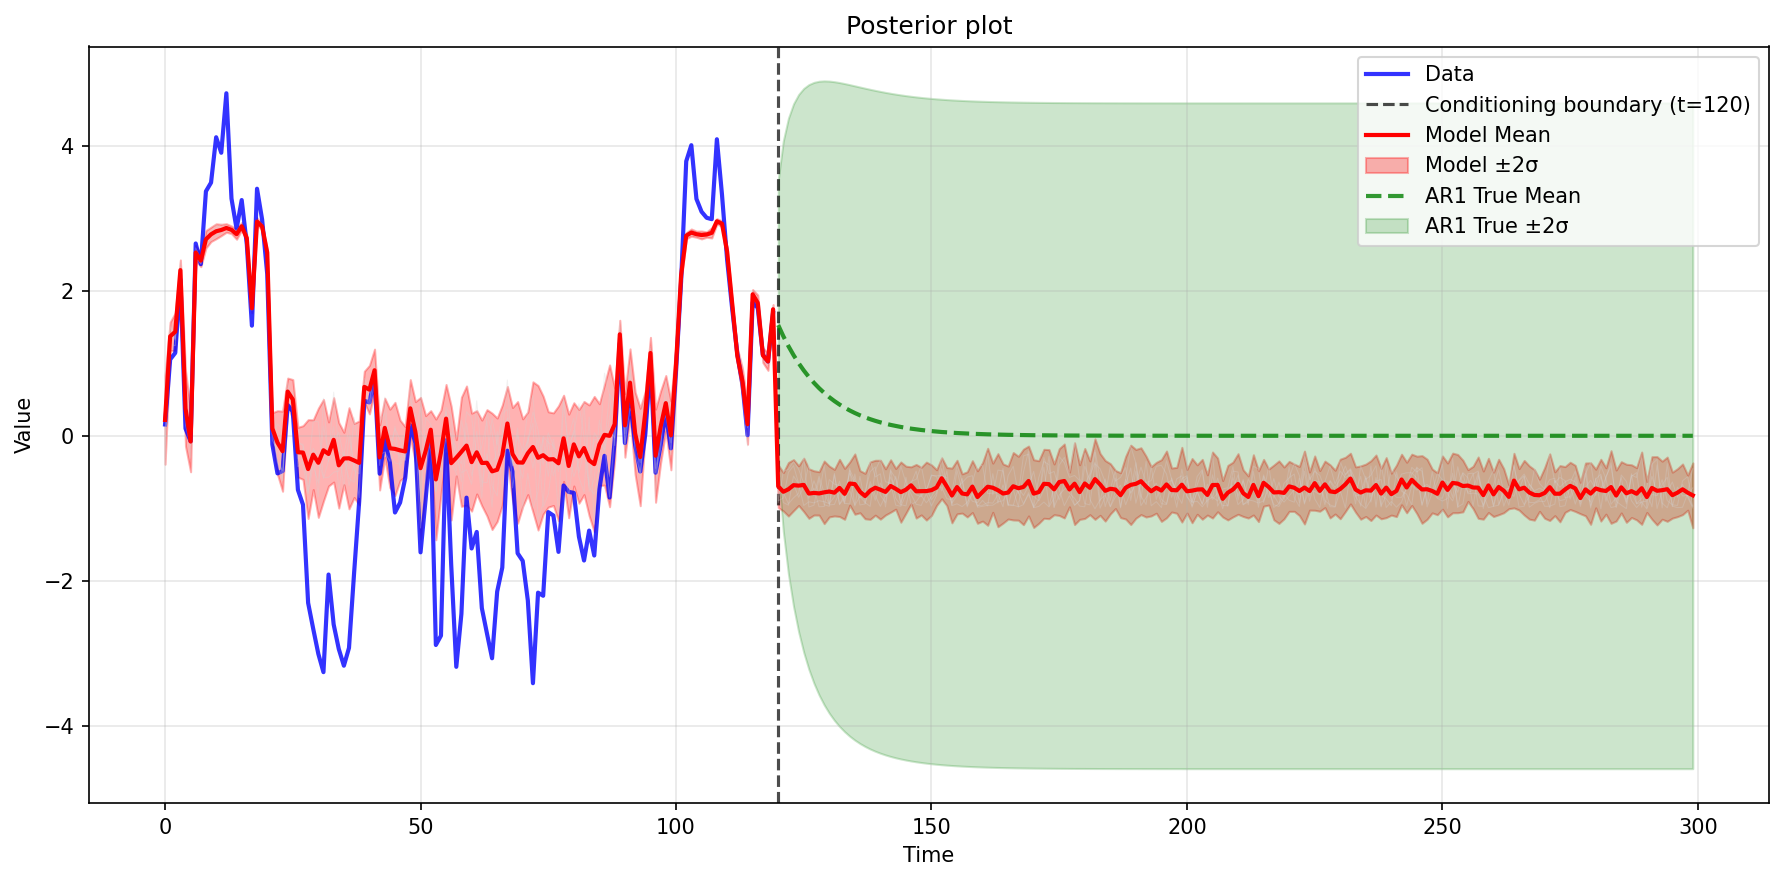 Posterior plot
Data
Conditioning boundary (t=120)
Model Mean
Model ±2σ
AR1 True Mean
AR1 True ±2σ
Value
4
2
0
−2
−4
0 50 100 150 200 250 300
Time